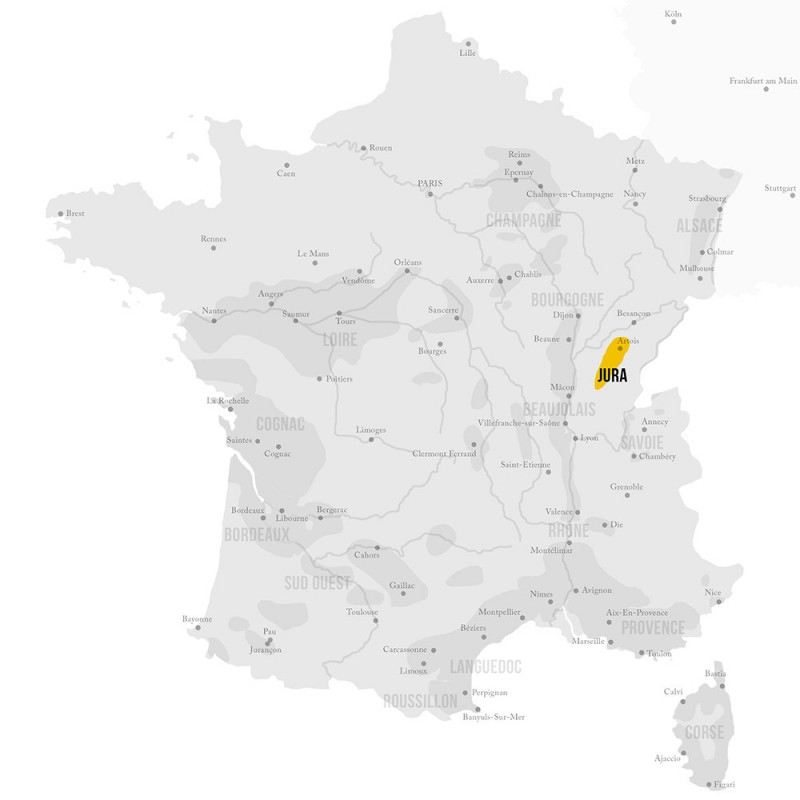 Köln
Lille
Frankfurt am Main
Rouen
Reims
Metz
Caen
Epernay
PARIS
Chalons-en-Champagne
Nancy
Stuttgart
Strasbourg
Brest
CHAMPAGNE
ALSACE
Rennes
Le Mans
Orléans
Colmar
Vendôme
Auxerre
Chablis
Mulhouse
Angers
BOURGOGNE
Nantes
Saumur
Tours
Sancerre
Dijon
Besançon
LOIRE
Beaune
Artois
Bourges
JURA
Poitiers
Mâcon
La Rochelle
BEAUJOLAIS
COGNAC
Villefranche-sur-Saône
Annecy
Limoges
Lyon
SAVOIE
Saintes
Cognac
Clermont Ferrand
Chambéry
Saint-Etienne
Grenoble
Bordeaux
Libourne
Bergerac
Valence
Die
BORDEAUX
RHÔNE
Montélimar
Cahors
SUD OUEST
Gaillac
Avignon
Nîmes
Nice
Toulouse
Montpellier
Aix-En-Provence
Bayonne
PROVENCE
Pau
Béziers
Marseille
Jurançon
Carcassonne
Toulon
Limoux
LANGUEDOC
Bastia
Perpignan
Calvi
ROUSSILLON
Banyuls-Sur-Mer
CORSE
Ajaccio
Figari